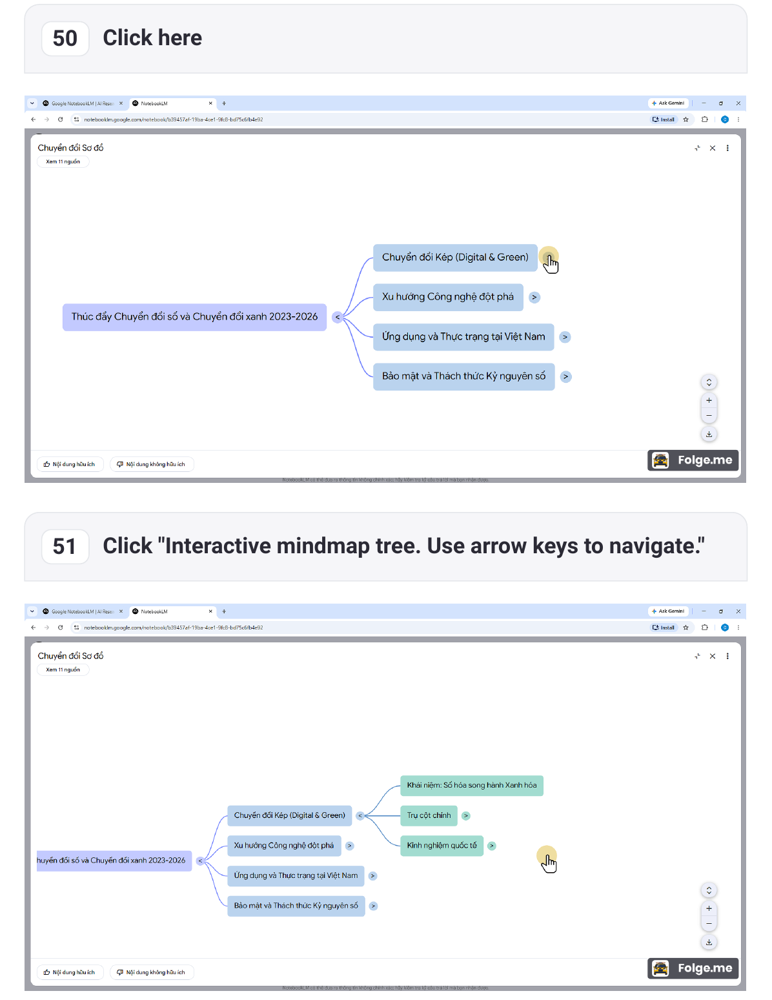 50 Click here
Google NotebookLM | AI Resea
NotebookLM
Ask Gemini
notebooklm.google.com/notebook/b39457af-19ba-4ce1-9fc8-bd75c6fb4e92
Install
Chuyển đổi Sơ đồ
Xem 11 nguồn
Chuyển đổi Kép (Digital & Green)
Xu hướng Công nghệ đột phá >
Thúc đẩy Chuyển đổi số và Chuyển đổi xanh 2023-2026 <
Ứng dụng và Thực trạng tại Việt Nam >
Bảo mật và Thách thức Kỷ nguyên số >
Nội dung hữu ích
Nội dung không hữu ích
Folge.me
NotebookLM có thể đưa ra thông tin không chính xác; hãy kiểm tra kỹ câu trả lời mà bạn nhận được.
51 Click "Interactive mindmap tree. Use arrow keys to navigate."
Google NotebookLM | AI Resea
NotebookLM
Ask Gemini
notebooklm.google.com/notebook/b39457af-19ba-4ce1-9fc8-bd75c6fb4e92
Install
Chuyển đổi Sơ đồ
Xem 11 nguồn
Khái niệm: Số hóa song hành Xanh hóa
Chuyển đổi Kép (Digital & Green) <
Trụ cột chính >
Xu hướng Công nghệ đột phá >
Kinh nghiệm quốc tế >
huyển đổi số và Chuyển đổi xanh 2023-2026 <
Ứng dụng và Thực trạng tại Việt Nam >
Bảo mật và Thách thức Kỷ nguyên số >
Nội dung hữu ích
Nội dung không hữu ích
Folge.me
NotebookLM có thể đưa ra thông tin không chính xác; hãy kiểm tra kỹ câu trả lời mà bạn nhận được.